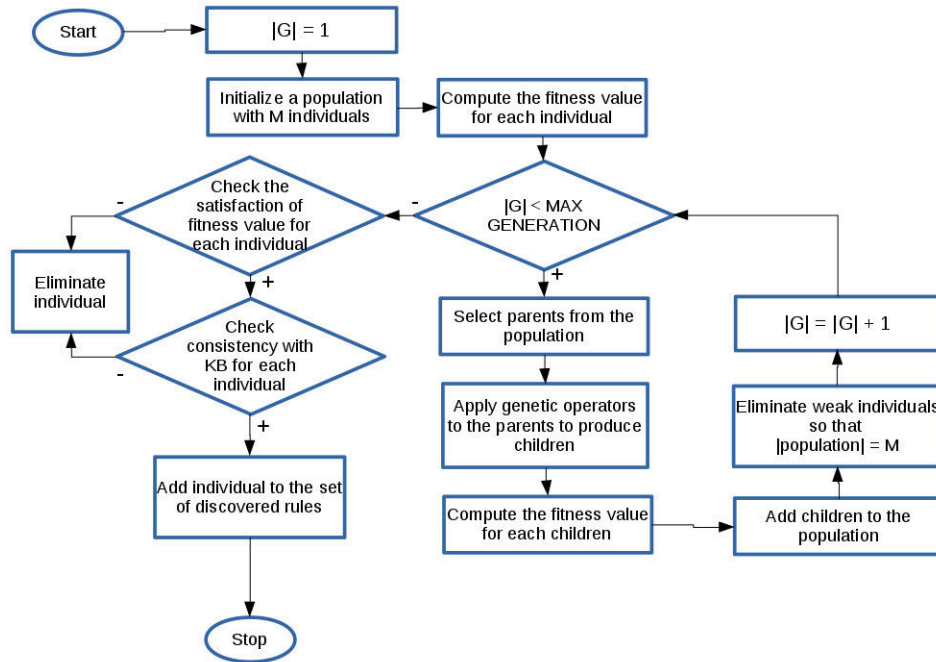 Start
|G| = 1
Initialize a population
with M individuals
Compute the fitness value
for each individual
Check the
satisfaction of
fitness value for
each individual
-
+
-
|G| < MAX
GENERATION
+
Eliminate
individual
Check
consistency with
KB for each
individual
-
+
Add individual to the set
of discovered rules
Stop
Select parents from the
population
Apply genetic operators
to the parents to produce
children
Compute the fitness value
for each children
Add children to the
population
Eliminate weak individuals
so that
|population| = M
|G| = |G| + 1